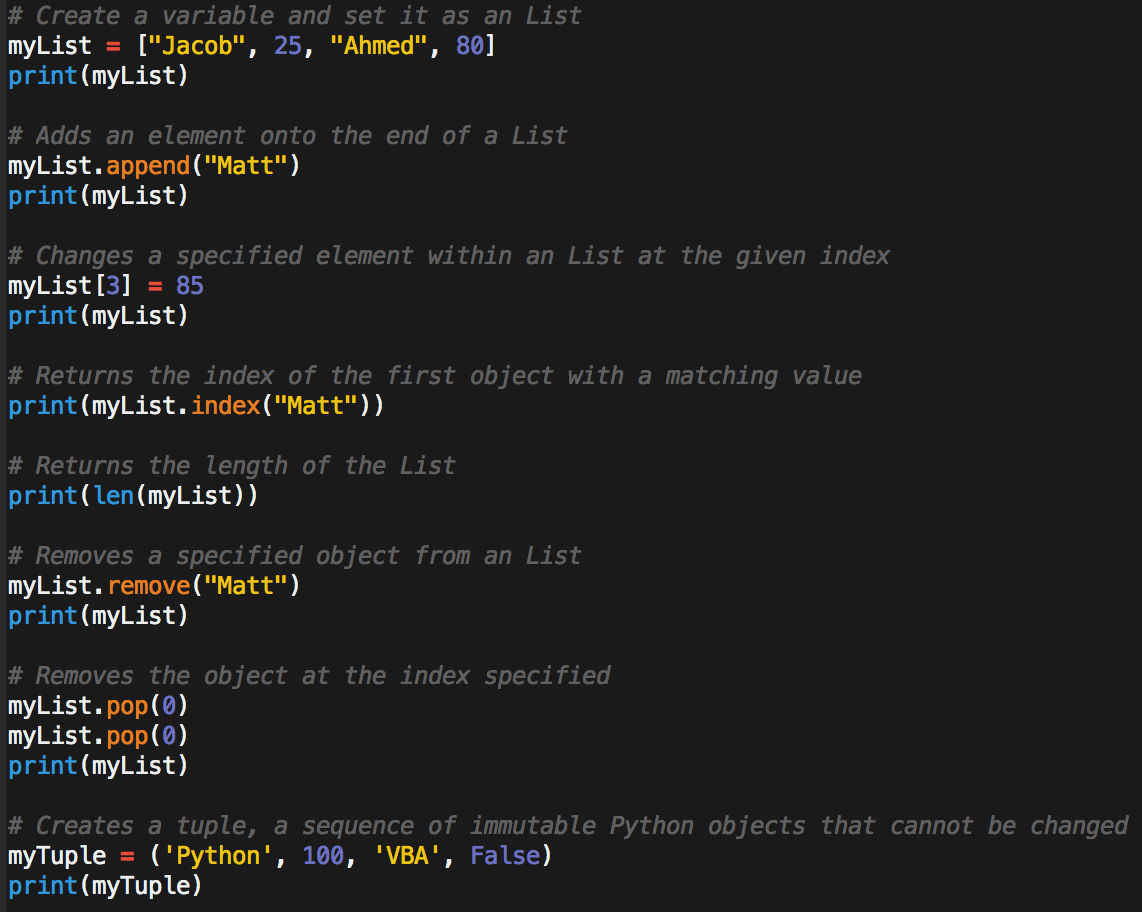 # Create a variable and set it as an List
myList = ["Jacob", 25, "Ahmed", 80]
print(myList)

# Adds an element onto the end of a List
myList.append("Matt")
print(myList)

# Changes a specified element within an List at the given index
myList[3] = 85
print(myList)

# Returns the index of the first object with a matching value
print(myList.index("Matt"))

# Returns the length of the List
print(len(myList))

# Removes a specified object from an List
myList.remove("Matt")
print(myList)

# Removes the object at the index specified
myList.pop(0)
myList.pop(0)
print(myList)

# Creates a tuple, a sequence of immutable Python objects that cannot be changed
myTuple = ('Python', 100, 'VBA', False)
print(myTuple)